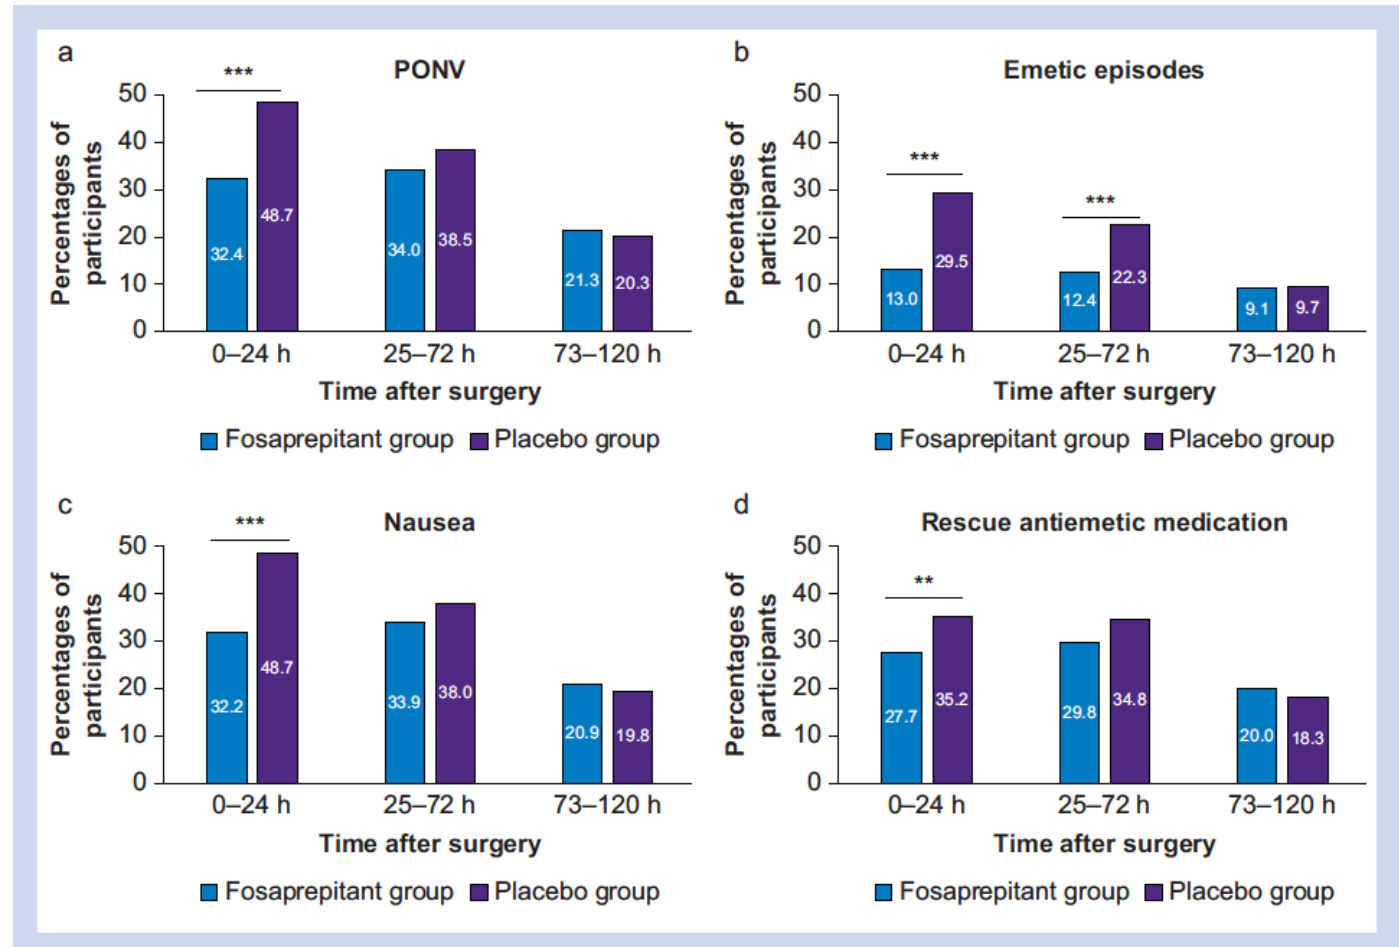 a
PONV
***
Percentages of
participants
50
40
30
20
10
0
32.4
48.7
34.0
38.5
21.3
20.3
0–24 h
25–72 h
73–120 h
Time after surgery
Fosaprepitant group
Placebo group
b
Emetic episodes
***
***
Percentages of
participants
50
40
30
20
10
0
13.0
29.5
12.4
22.3
9.1
9.7
0–24 h
25–72 h
73–120 h
Time after surgery
Fosaprepitant group
Placebo group
c
Nausea
***
Percentages of
participants
50
40
30
20
10
0
32.2
48.7
33.9
38.0
20.9
19.8
0–24 h
25–72 h
73–120 h
Time after surgery
Fosaprepitant group
Placebo group
d
Rescue antiemetic medication
**
Percentages of
participants
50
40
30
20
10
0
27.7
35.2
29.8
34.8
20.0
18.3
0–24 h
25–72 h
73–120 h
Time after surgery
Fosaprepitant group
Placebo group